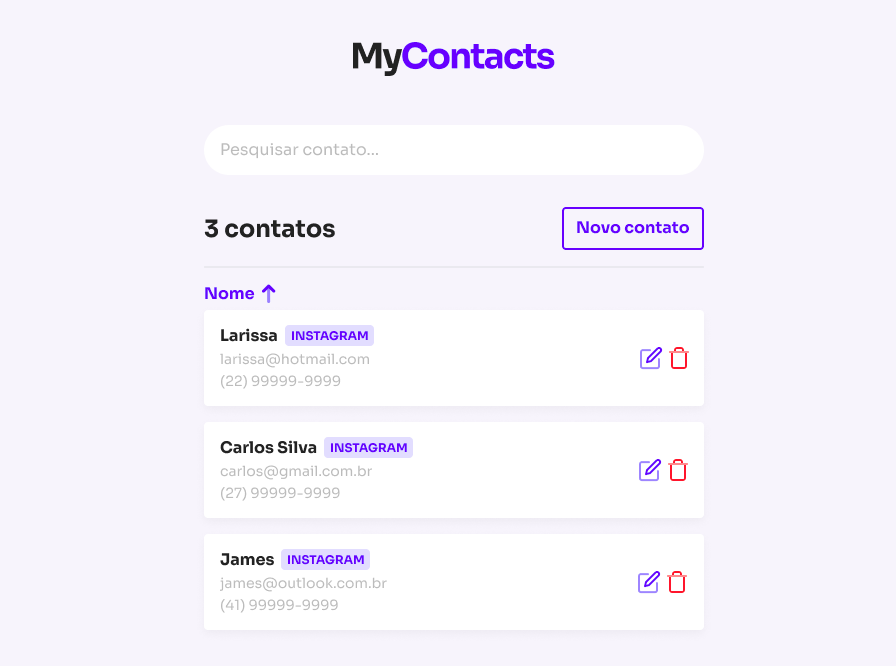 MyContacts
Pesquisar contato...
3 contatos
Novo contato
Nome
Larissa INSTAGRAM
larissa@hotmail.com
(22) 99999-9999
Carlos Silva INSTAGRAM
carlos@gmail.com.br
(27) 99999-9999
James INSTAGRAM
james@outlook.com.br
(41) 99999-9999